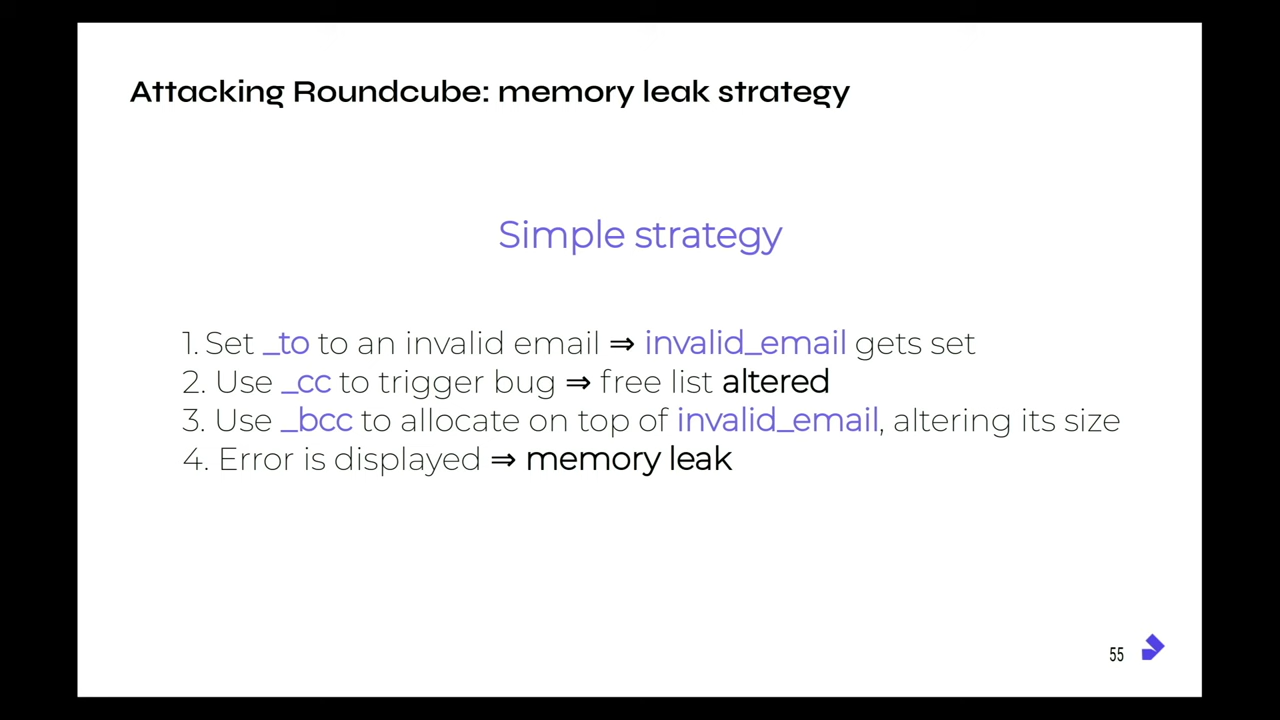 Attacking Roundcube: memory leak strategy
Simple strategy
1. Set _to to an invalid email ⇒ invalid_email gets set
2. Use _cc to trigger bug ⇒ free list altered
3. Use _bcc to allocate on top of invalid_email, altering its size
4. Error is displayed ⇒ memory leak
55